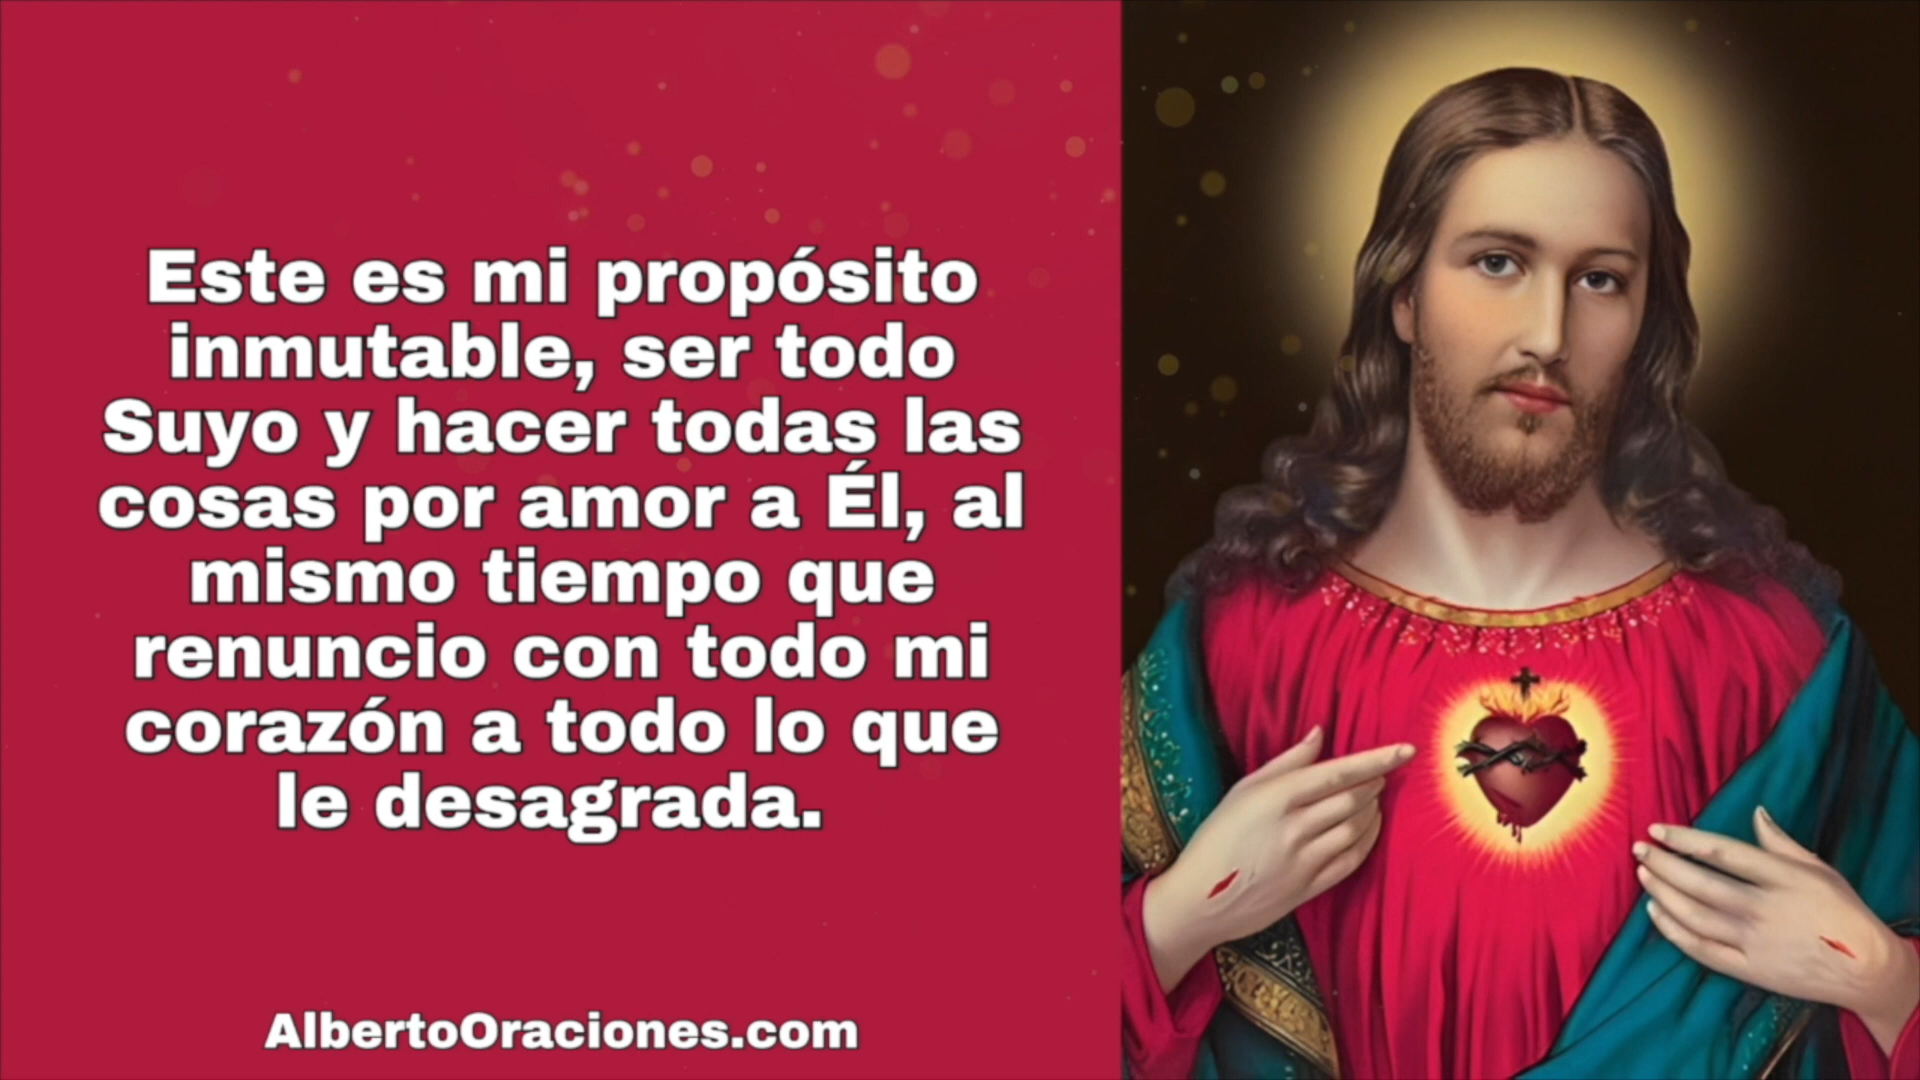 Este es mi propósito
inmutable, ser todo
Suyo y hacer todas las
cosas por amor a Él, al
mismo tiempo que
renuncio con todo mi
corazón a todo lo que
le desagrada.
AlbertoOraciones.com